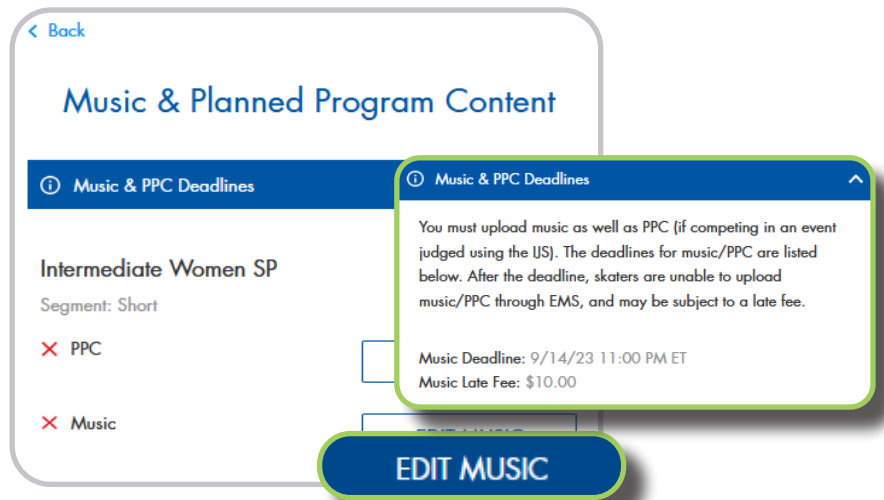 Back
Music & Planned Program Content
Music & PPC Deadlines
Music & PPC Deadlines
You must upload music as well as PPC (if competing in an event
judged using the IJS). The deadlines for music/PPC are listed
below. After the deadline, skaters are unable to upload
music/PPC through EMS, and may be subject to a late fee.
Music Deadline: 9/14/23 11:00 PM ET
Music Late Fee: $10.00
Intermediate Women SP
Segment: Short
PPC
Music
EDIT MUSIC
EDIT MUSIC